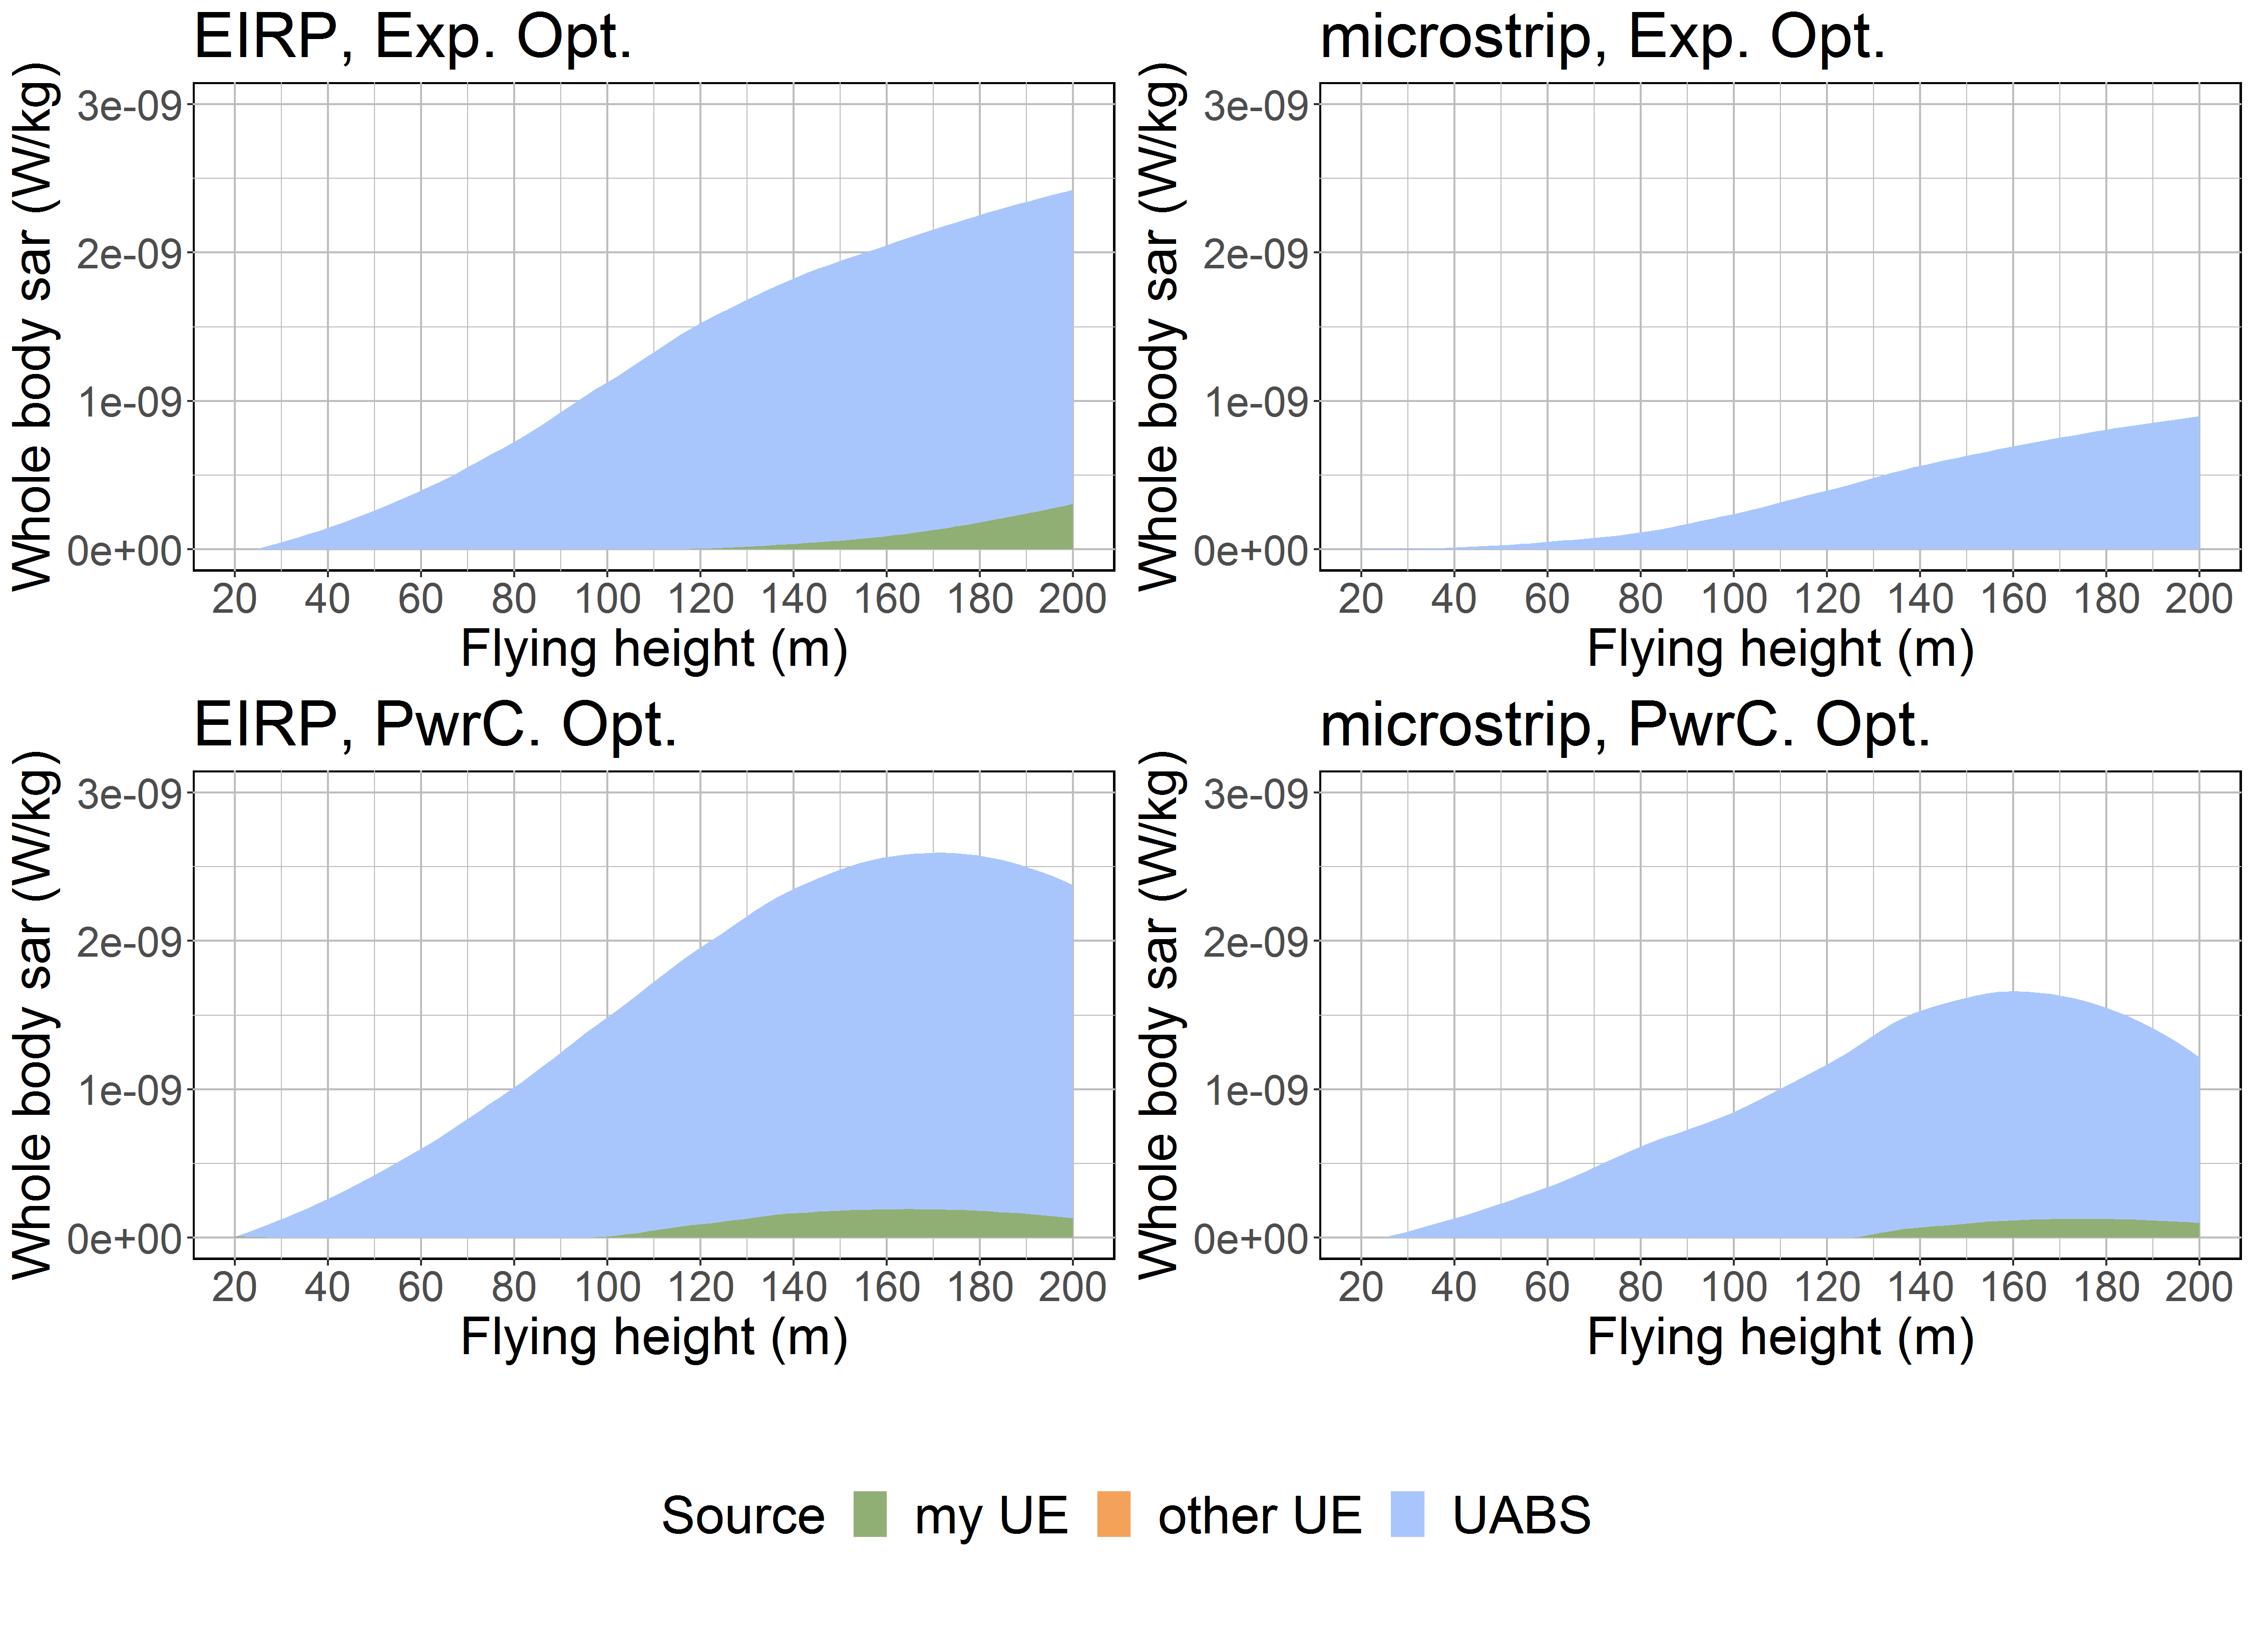 EIRP, Exp. Opt.
Whole body sar (W/kg)
3e-09
2e-09
1e-09
0e+00
20 40 60 80 100 120 140 160 180 200
Flying height (m)
microstrip, Exp. Opt.
Whole body sar (W/kg)
3e-09
2e-09
1e-09
0e+00
20 40 60 80 100 120 140 160 180 200
Flying height (m)
EIRP, PwrC. Opt.
Whole body sar (W/kg)
3e-09
2e-09
1e-09
0e+00
20 40 60 80 100 120 140 160 180 200
Flying height (m)
microstrip, PwrC. Opt.
Whole body sar (W/kg)
3e-09
2e-09
1e-09
0e+00
20 40 60 80 100 120 140 160 180 200
Flying height (m)
Source my UE other UE UABS